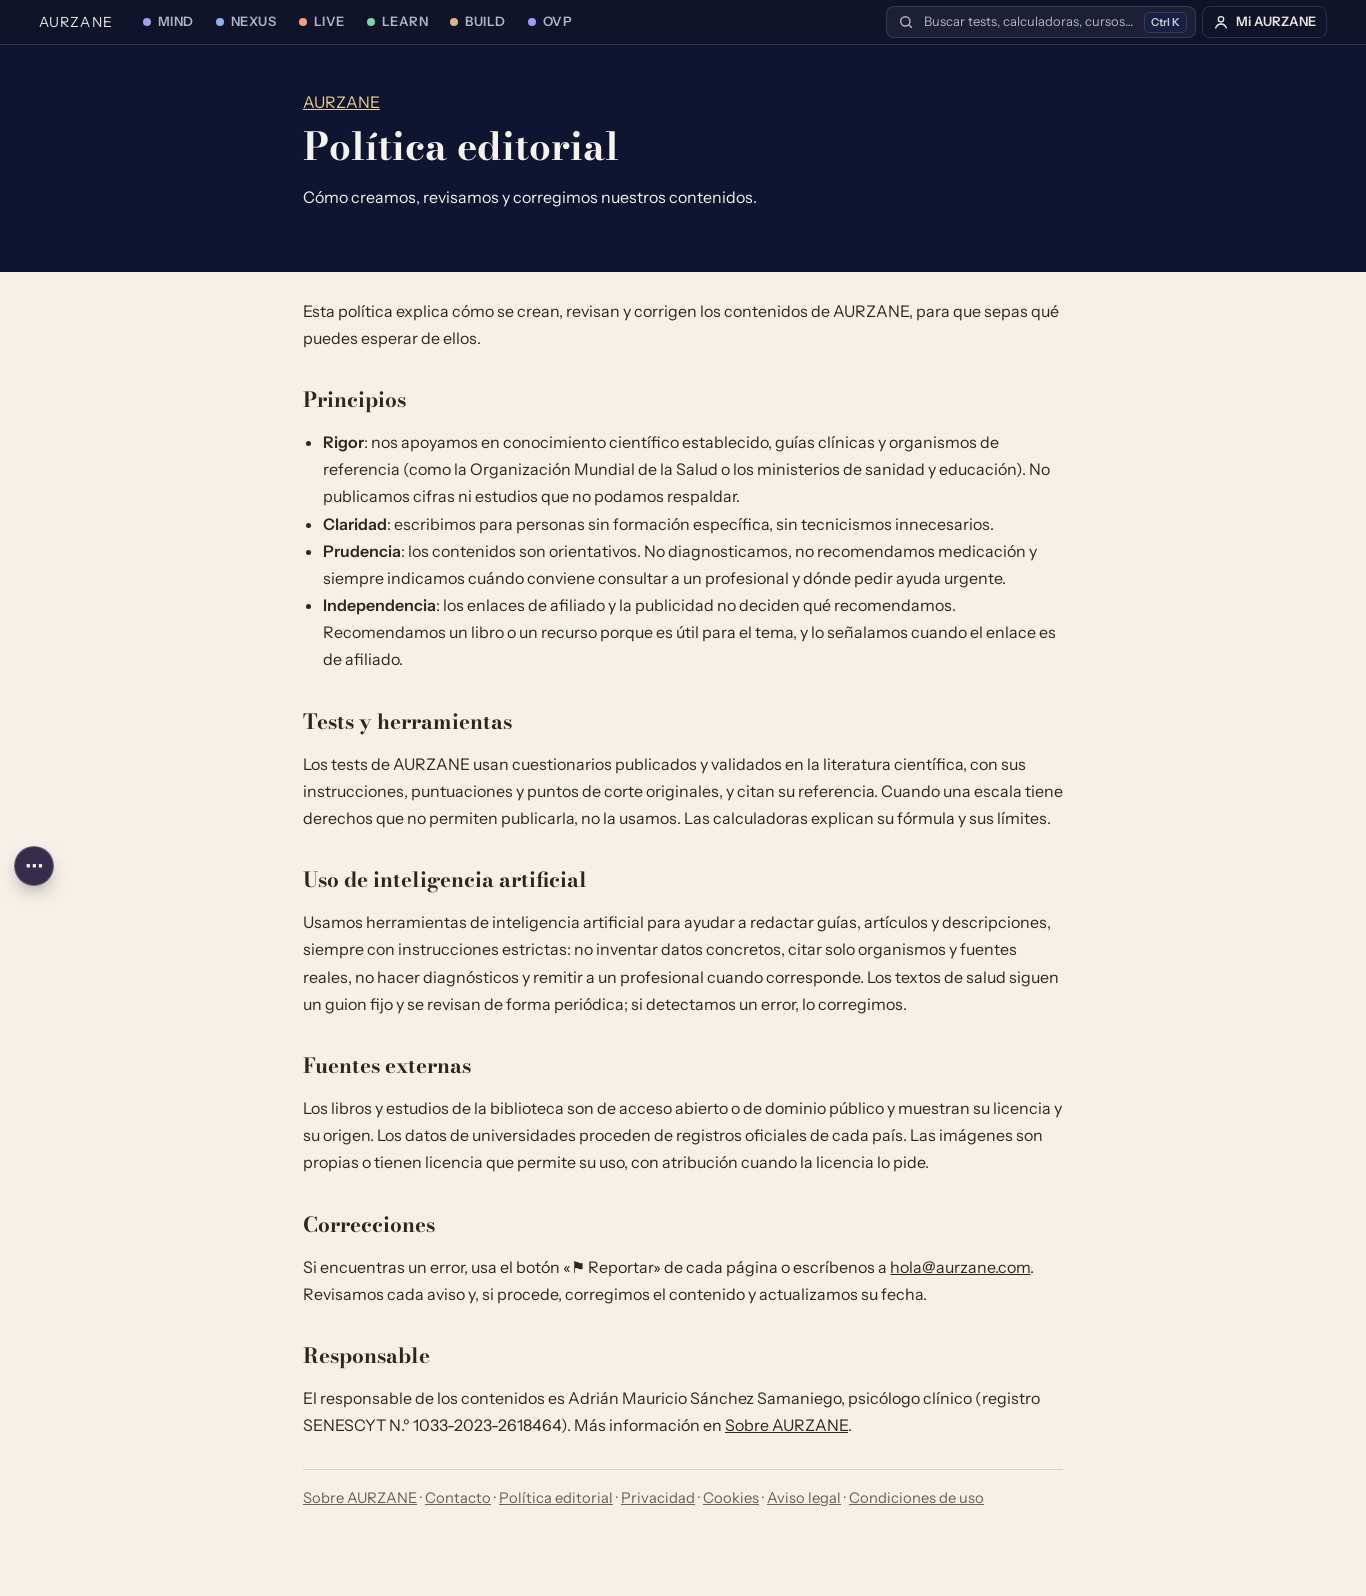 AURZANE MIND NEXUS LIVE LEARN BUILD OVP Buscar tests, calculadoras, cursos... Ctrl K Mi AURZANE
AURZANE
Política editorial
Cómo creamos, revisamos y corregimos nuestros contenidos.
Esta política explica cómo se crean, revisan y corrigen los contenidos de AURZANE, para que sepas qué
puedes esperar de ellos.
Principios
• Rigor: nos apoyamos en conocimiento científico establecido, guías clínicas y organismos de
referencia (como la Organización Mundial de la Salud o los ministerios de sanidad y educación). No
publicamos cifras ni estudios que no podamos respaldar.
• Claridad: escribimos para personas sin formación específica, sin tecnicismos innecesarios.
• Prudencia: los contenidos son orientativos. No diagnosticamos, no recomendamos medicación y
siempre indicamos cuándo conviene consultar a un profesional y dónde pedir ayuda urgente.
• Independencia: los enlaces de afiliado y la publicidad no deciden qué recomendamos.
Recomendamos un libro o un recurso porque es útil para el tema, y lo señalamos cuando el enlace es
de afiliado.
Tests y herramientas
Los tests de AURZANE usan cuestionarios publicados y validados en la literatura científica, con sus
instrucciones, puntuaciones y puntos de corte originales, y citan su referencia. Cuando una escala tiene
derechos que no permiten publicarla, no la usamos. Las calculadoras explican su fórmula y sus límites.
Uso de inteligencia artificial
Usamos herramientas de inteligencia artificial para ayudar a redactar guías, artículos y descripciones,
siempre con instrucciones estrictas: no inventar datos concretos, citar solo organismos y fuentes
reales, no hacer diagnósticos y remitir a un profesional cuando corresponde. Los textos de salud siguen
un guion fijo y se revisan de forma periódica; si detectamos un error, lo corregimos.
Fuentes externas
Los libros y estudios de la biblioteca son de acceso abierto o de dominio público y muestran su licencia y
su origen. Los datos de universidades proceden de registros oficiales de cada país. Las imágenes son
propias o tienen licencia que permite su uso, con atribución cuando la licencia lo pide.
Correcciones
Si encuentras un error, usa el botón «⚑ Reportar» de cada página o escríbenos a hola@aurzane.com.
Revisamos cada aviso y, si procede, corregimos el contenido y actualizamos su fecha.
Responsable
El responsable de los contenidos es Adrián Mauricio Sánchez Samaniego, psicólogo clínico (registro
SENESCYT N.º 1033-2023-2618464). Más información en Sobre AURZANE.
Sobre AURZANE · Contacto · Política editorial · Privacidad · Cookies · Aviso legal · Condiciones de uso